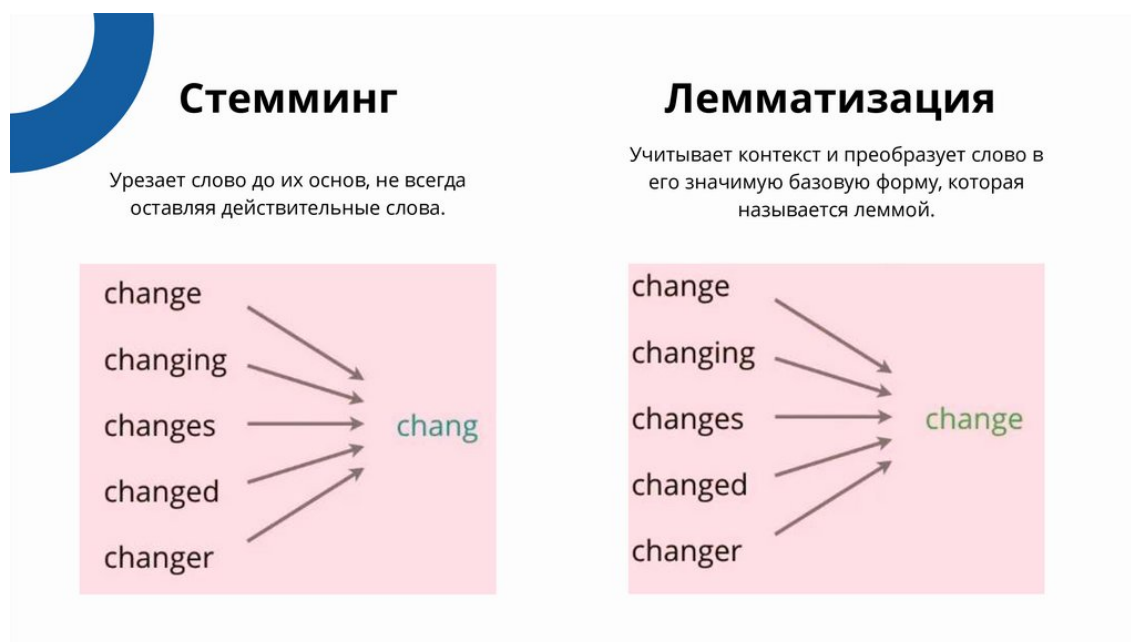 Стемминг
Урезает слово до их основ, не всегда
оставляя действительные слова.
change
changing
changes
changed
changer
chang
Лемматизация
Учитывает контекст и преобразует слово в
его значимую базовую форму, которая
называется леммой.
change
changing
changes
changed
changer
change